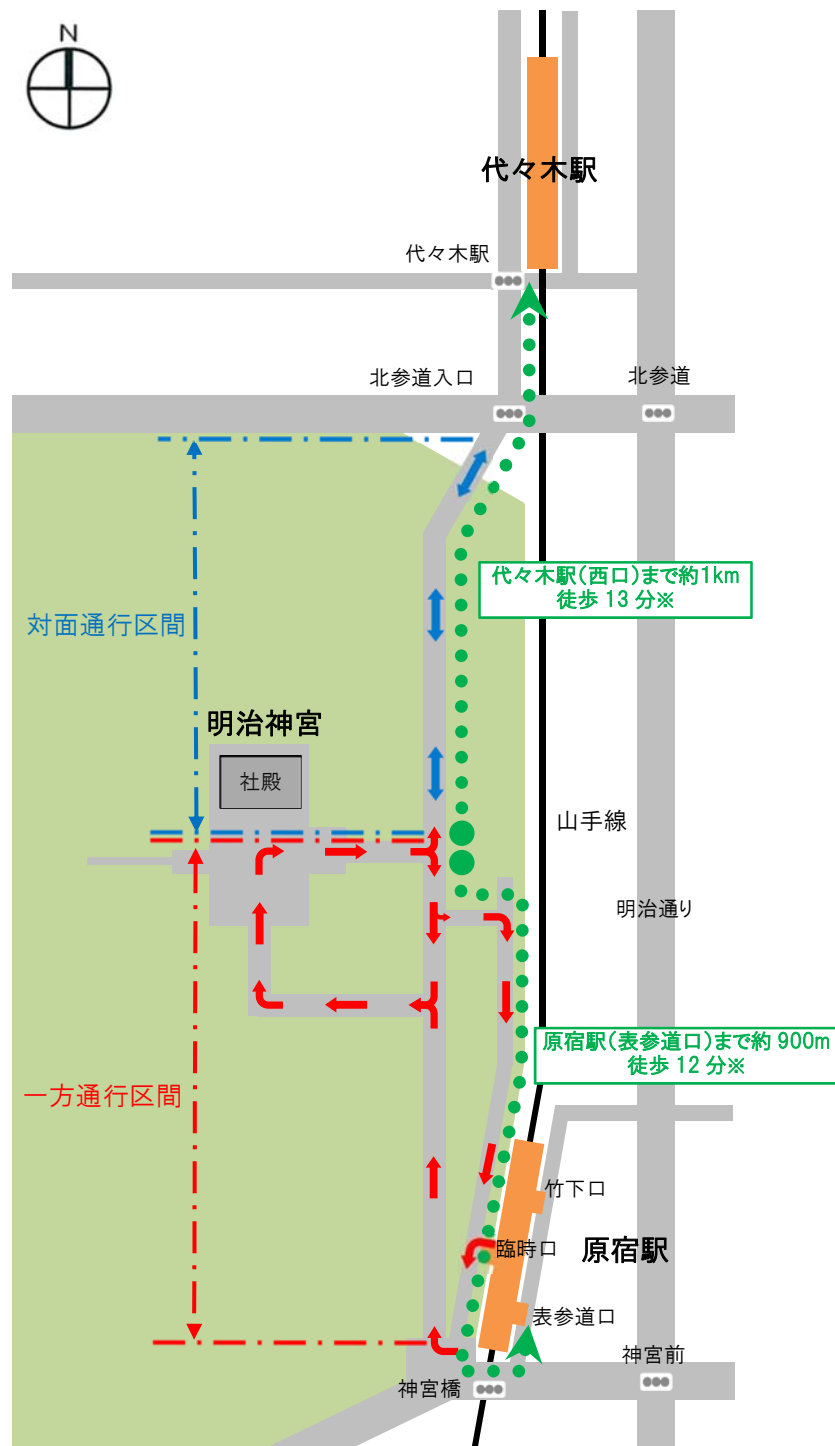 N
代々木駅
代々木駅
北参道入口
北参道
代々木駅(西口)まで約1km
徒歩 13 分※
対面通行区間
明治神宮
社殿
山手線
明治通り
原宿駅(表参道口)まで約 900m
徒歩 12 分※
一方通行区間
竹下口
臨時口
原宿駅
表参道口
神宮前
神宮橋